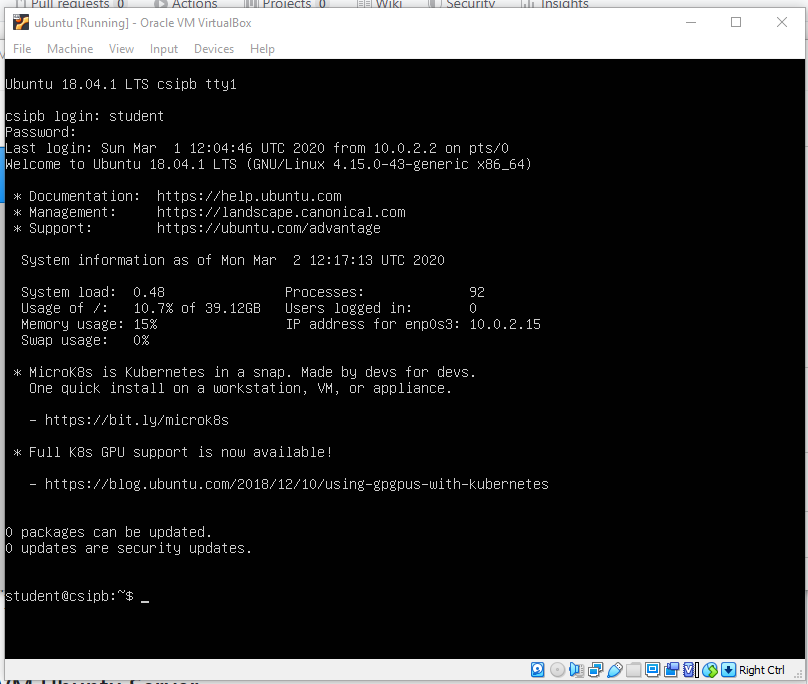 Pull requests 0 Actions Projects 0 Wiki Security Insights
ubuntu [Running] - Oracle VM VirtualBox
File Machine View Input Devices Help
Ubuntu 18.04.1 LTS csipb tty1
csipb login: student
Password:
Last login: Sun Mar  1 12:04:46 UTC 2020 from 10.0.2.2 on pts/0
Welcome to Ubuntu 18.04.1 LTS (GNU/Linux 4.15.0-43-generic x86_64)
 * Documentation:  https://help.ubuntu.com
 * Management:     https://landscape.canonical.com
 * Support:        https://ubuntu.com/advantage
  System information as of Mon Mar  2 12:17:13 UTC 2020
  System load:  0.48               Processes:             92
  Usage of /:   10.7% of 39.12GB   Users logged in:       0
  Memory usage: 15%                IP address for enp0s3: 10.0.2.15
  Swap usage:   0%
 * MicroK8s is Kubernetes in a snap. Made by devs for devs.
   One quick install on a workstation, VM, or appliance.
   - https://bit.ly/microk8s
 * Full K8s GPU support is now available!
   - https://blog.ubuntu.com/2018/12/10/using-gpgpus-with-kubernetes
0 packages can be updated.
0 updates are security updates.
student@csipb:~$ _
Right Ctrl
VM Ubuntu Server